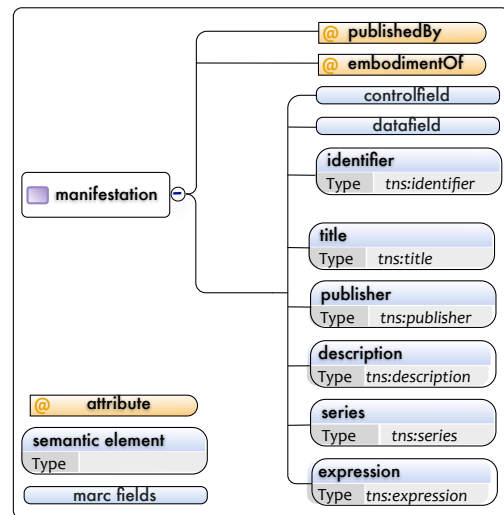 @ publishedBy
@ embodimentOf
controlfield
datafield
identifier
Type tns:identifier
manifestation
title
Type tns:title
publisher
Type tns:publisher
description
Type tns:description
series
Type tns:series
expression
Type tns:expression
@ attribute
semantic element
Type
marc fields